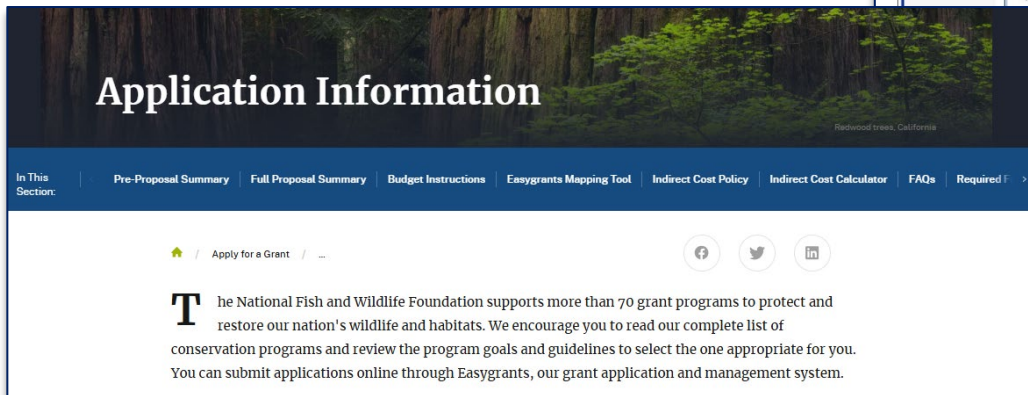 Application Information
Redwood trees, California
In This
Section:
Pre-Proposal Summary
Full Proposal Summary
Budget Instructions
Easygrants Mapping Tool
Indirect Cost Policy
Indirect Cost Calculator
FAQs
Required F
/ Apply for a Grant / ...
The National Fish and Wildlife Foundation supports more than 70 grant programs to protect and
restore our nation's wildlife and habitats. We encourage you to read our complete list of
conservation programs and review the program goals and guidelines to select the one appropriate for you.
You can submit applications online through Easygrants, our grant application and management system.